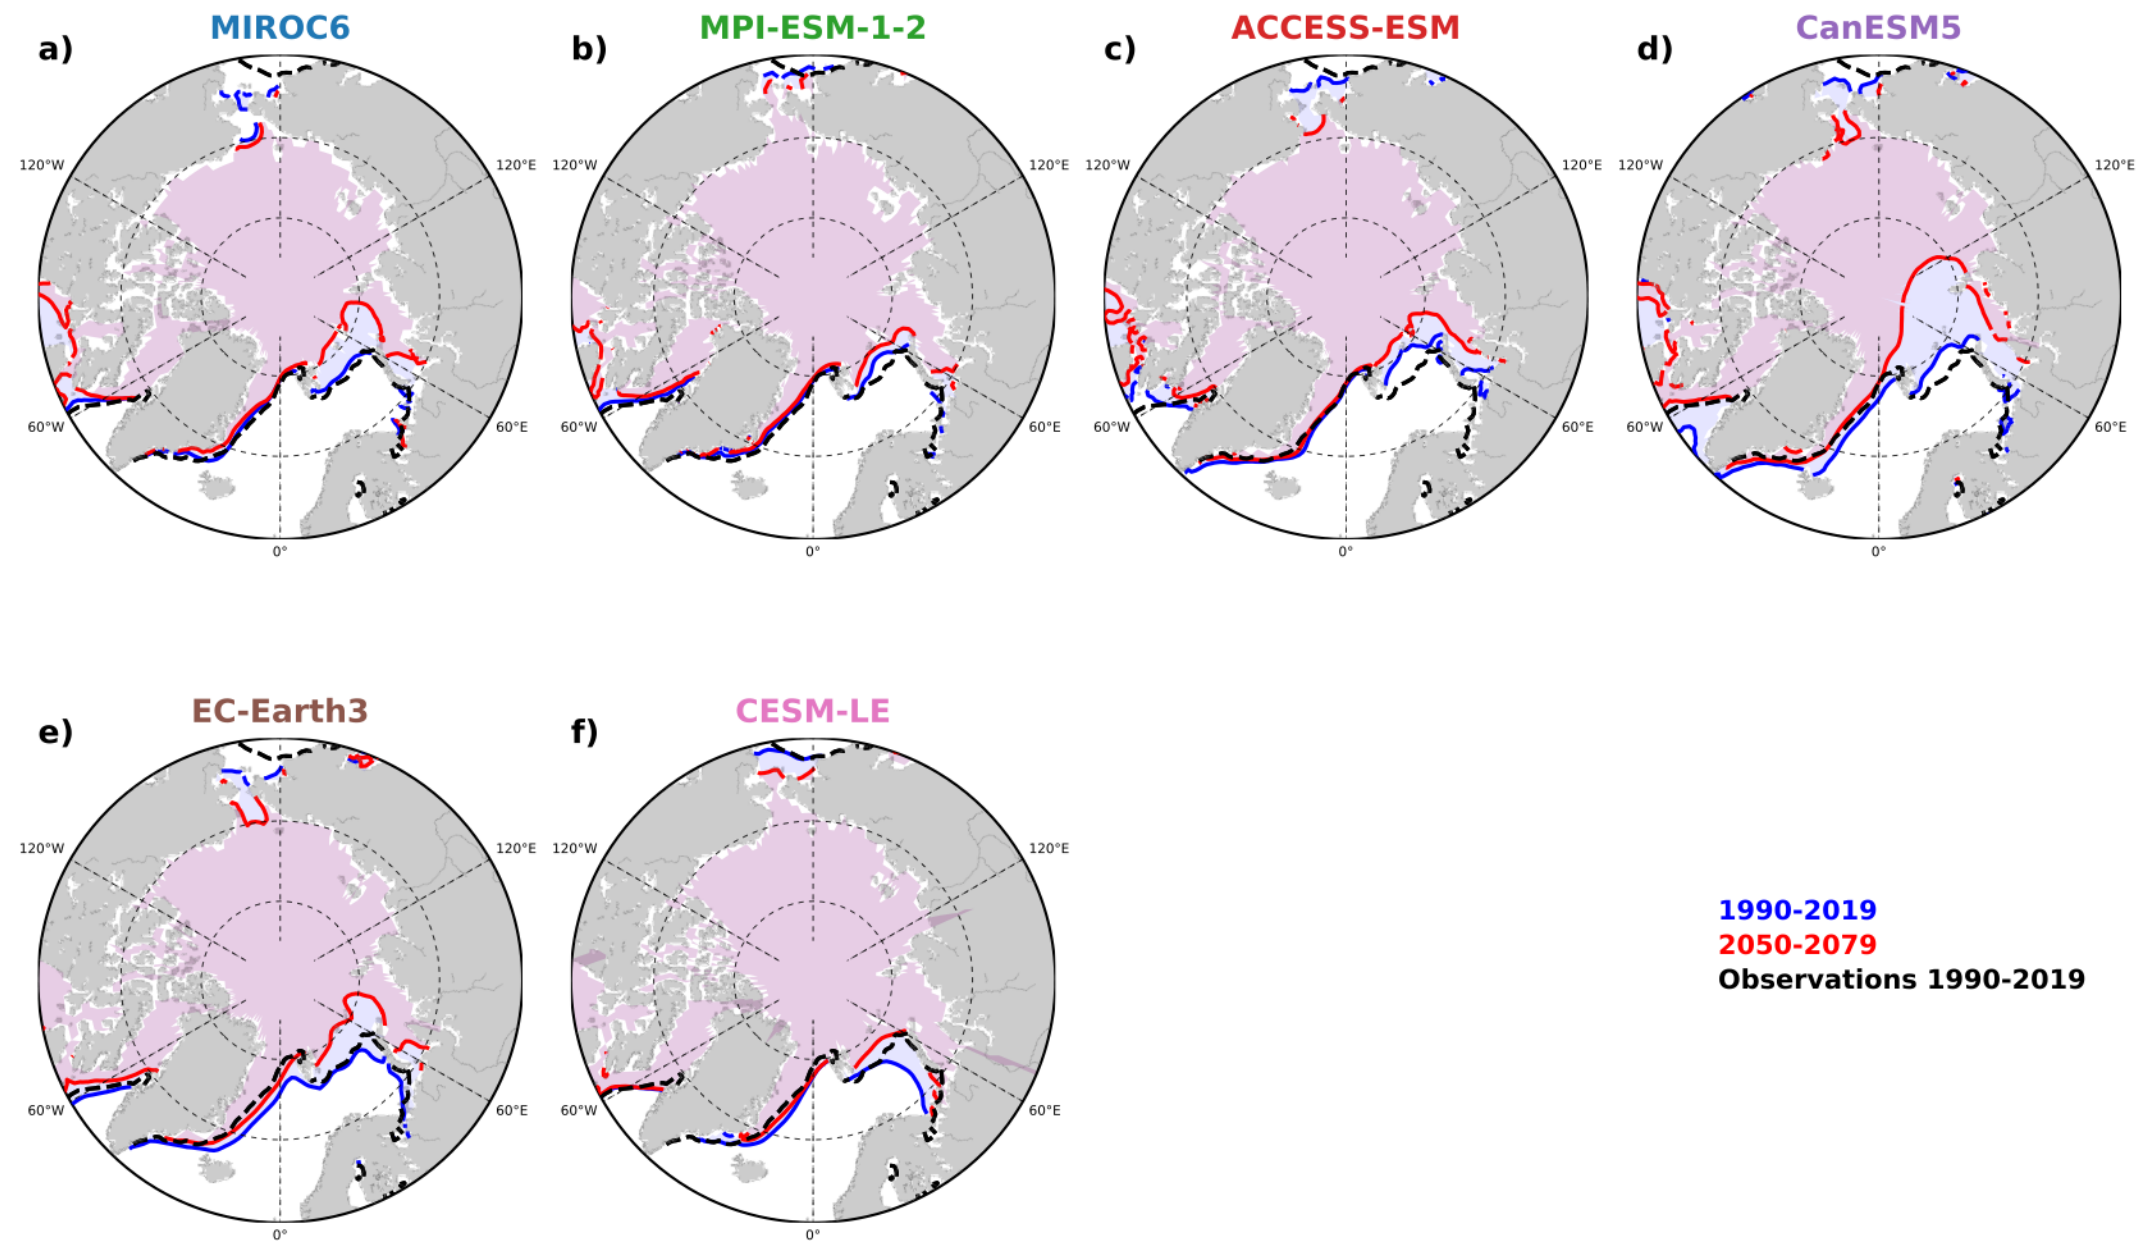 a) MIROC6
120°W 120°E
60°W 60°E
0°
b) MPI-ESM-1-2
120°W 120°E
60°W 60°E
0°
c) ACCESS-ESM
120°W 120°E
60°W 60°E
0°
d) CanESM5
120°W 120°E
60°W 60°E
0°
e) EC-Earth3
120°W 120°E
60°W 60°E
0°
f) CESM-LE
120°W 120°E
60°W 60°E
0°
1990-2019
2050-2079
Observations 1990-2019